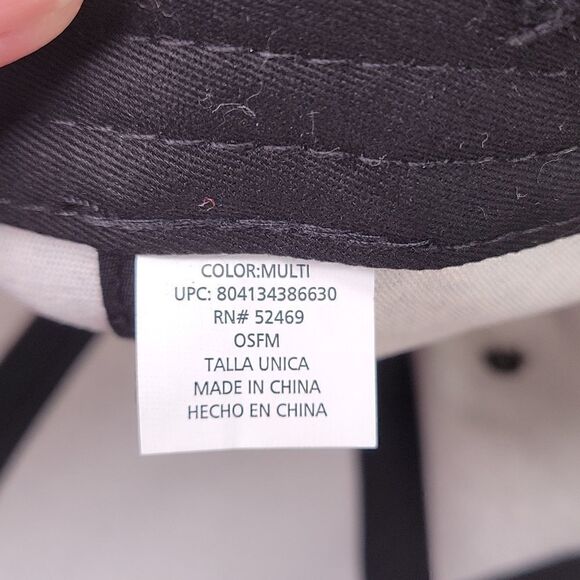 COLOR:MULTI
UPC: 804134386630
RN# 52469
OSFM
TALLA UNICA
MADE IN CHINA
HECHO EN CHINA